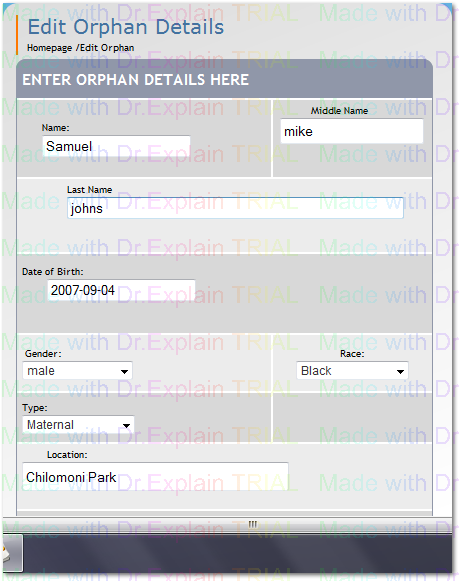 Edit Orphan Details
Homepage /Edit Orphan
ENTER ORPHAN DETAILS HERE
Name:
Samuel
Middle Name
mike
Last Name
johns
Date of Birth:
2007-09-04
Gender:
male
Race:
Black
Type:
Maternal
Location:
Chilomoni Park
Made with Dr.Explain TRIAL